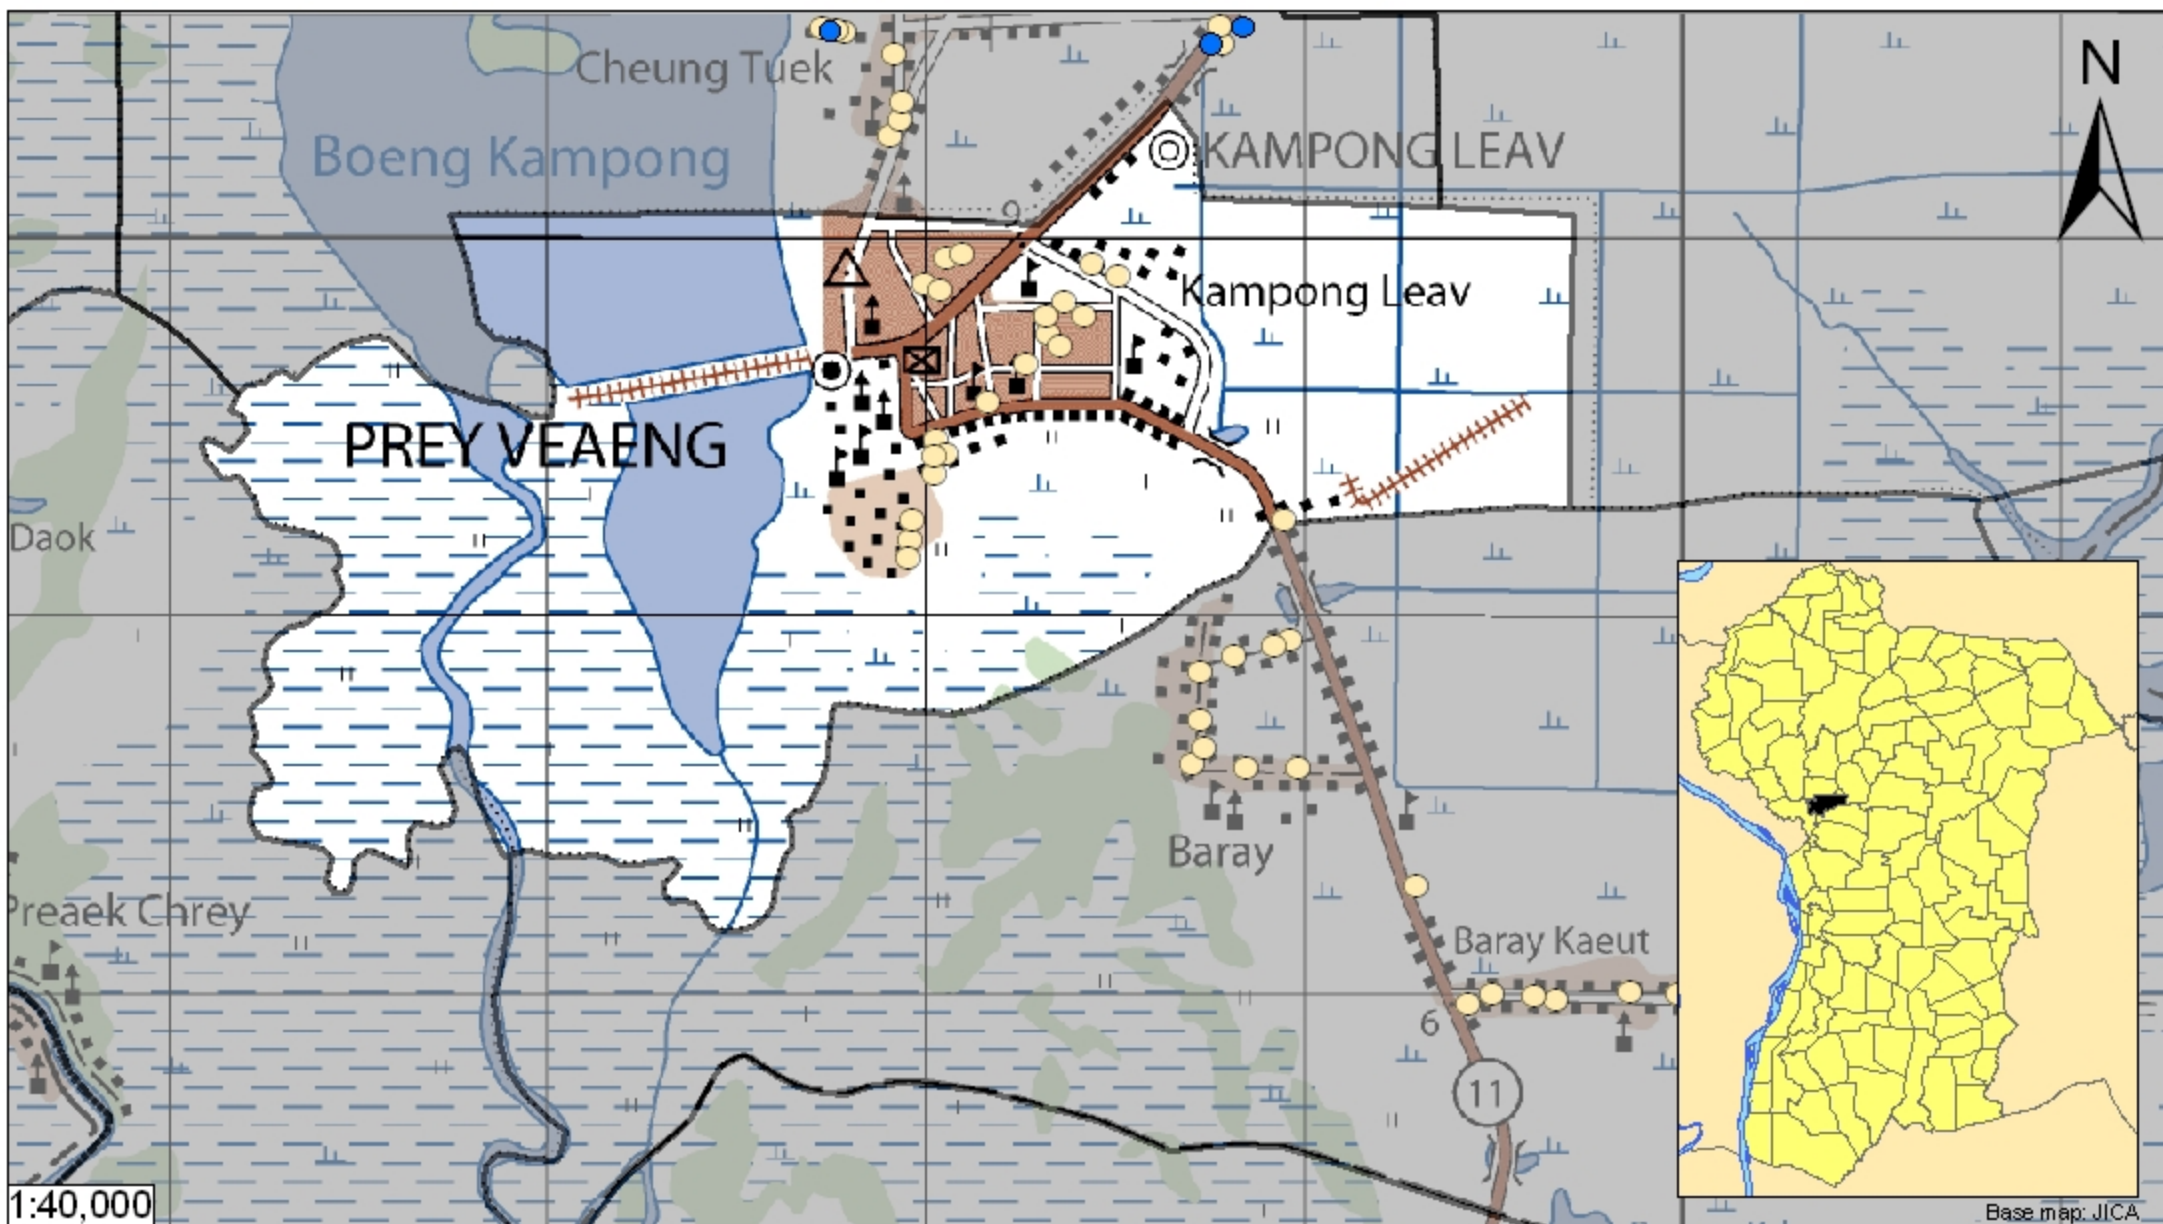 N
Cheung Tuek
Boeng Kampong
KAMPONG LEAV
9
Kampong Leav
PREY VEAENG
Daok
Baray
Preaek Chrey
Baray Kaeut
6
11
1:40,000
Base map: JICA